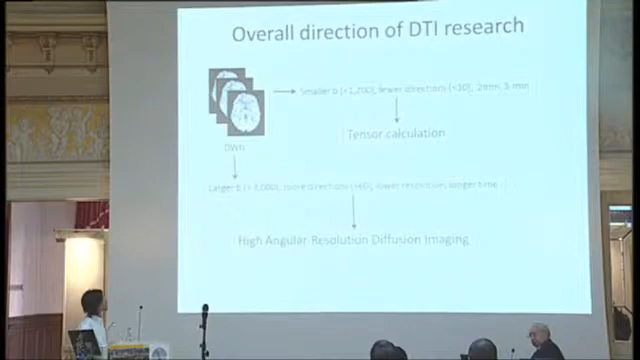 Overall direction of DTI research
Smaller b (<1,200), fewer directions (<30), 2mm, 5 min
Tensor calculation
DWIs
Larger b (> 3,000), more directions (>60), lower resolution, longer time
High Angular-Resolution Diffusion Imaging